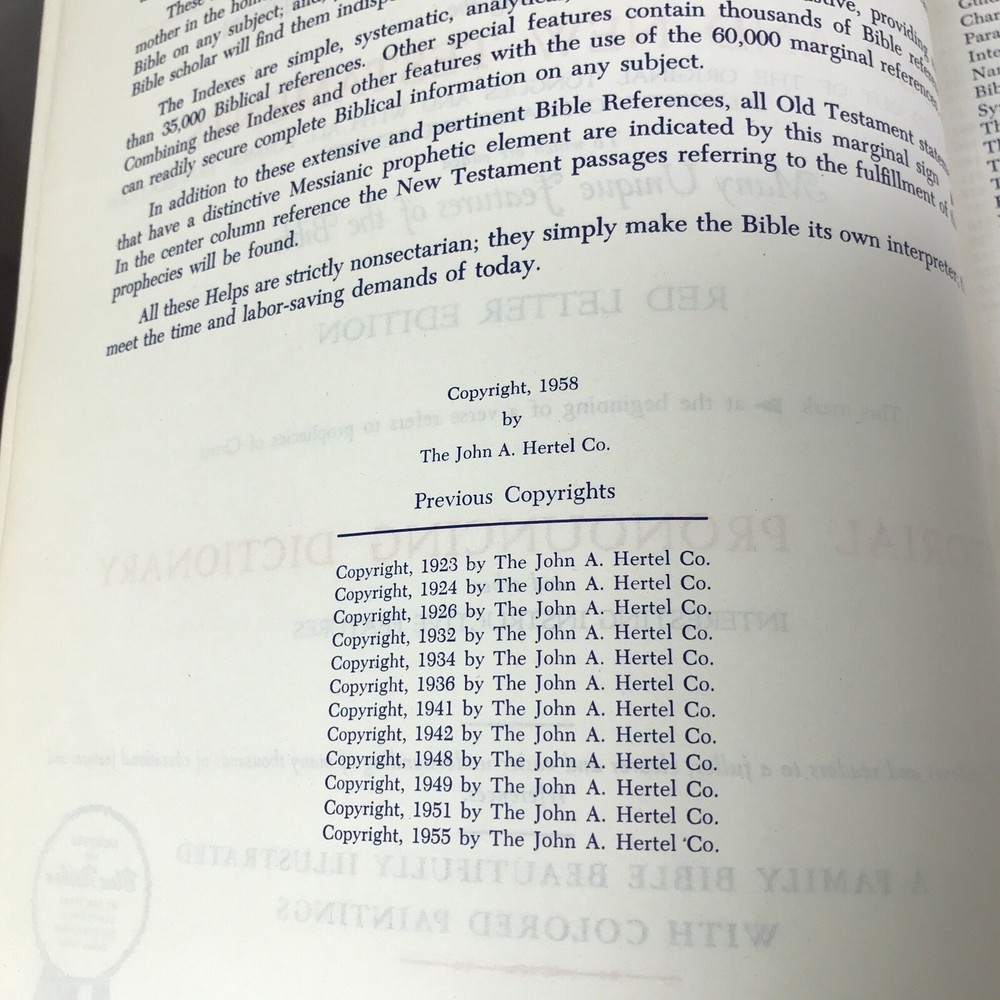 These
mother in the
Bible on any subject;
Bible scholar will find them
The Indexes are simple, systematic, providing
than 35,000 Biblical references. Other special features contain thousands of Bible
Combining these Indexes and other features with the use of the 60,000 marginal
can readily secure complete Biblical information on any subject.
In addition to these extensive and pertinent Bible References, all Old Testament
that have a distinctive Messianic prophetic element are indicated by this marginal sign
In the center column reference the New Testament passages referring to the fulfillment of
prophecies will be found.
All these Helps are strictly nonsectarian; they simply make the Bible its own interpreter
meet the time and labor-saving demands of today.
Copyright, 1958
by
The John A. Hertel Co.
Previous Copyrights
Copyright, 1923 by The John A. Hertel Co.
Copyright, 1924 by The John A. Hertel Co.
Copyright, 1926 by The John A. Hertel Co.
Copyright, 1932 by The John A. Hertel Co.
Copyright, 1934 by The John A. Hertel Co.
Copyright, 1936 by The John A. Hertel Co.
Copyright, 1941 by The John A. Hertel Co.
Copyright, 1942 by The John A. Hertel Co.
Copyright, 1948 by The John A. Hertel Co.
Copyright, 1949 by The John A. Hertel Co.
Copyright, 1951 by The John A. Hertel Co.
Copyright, 1955 by The John A. Hertel Co.